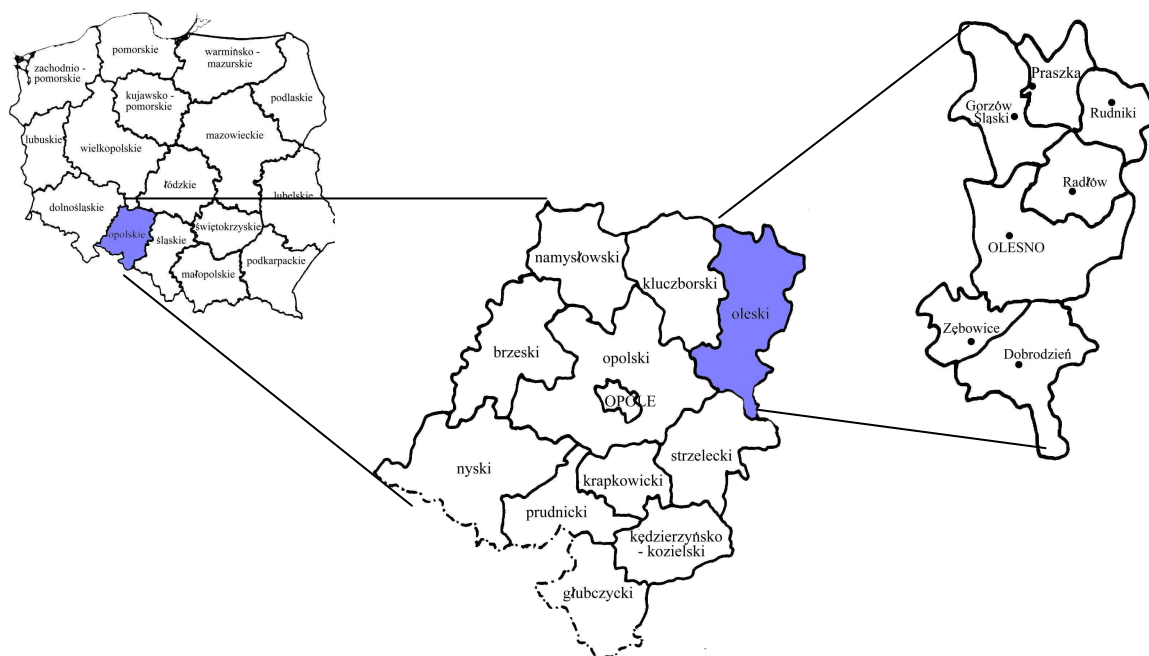 pomorskie
warmińsko -
mazurskie
zachodnio -
pomorskie
kujawsko -
pomorskie
podlaskie
lubuskie
wielkopolskie
mazowieckie
łódzkie
lubelskie
dolnośląskie
opolskie
śląskie
świętokrzyskie
małopolskie
podkarpackie
namysłowski
kluczborski
oleski
brzeski
opolski
OPOLE
nyski
strzelecki
krapkowicki
prudnicki
kędzierzyńsko
- kozielski
głubczycki
Praszka
Gorzów
Śląski
Rudniki
Radłów
OLESNO
Zębowice
Dobrodzień